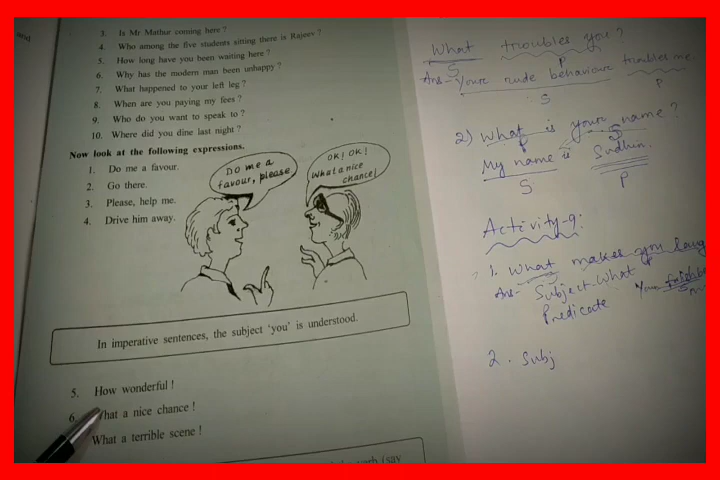 and
3. Is Mr Mathur coming here ?
4. Who among the five students sitting there is Rajeev ?
5. How long have you been waiting here ?
6. Why has the modern man been unhappy ?
7. What happened to your left leg ?
8. When are you paying my fees ?
9. Who do you want to speak to ?
10. Where did you dine last night ?
Now look at the following expressions.
1. Do me a favour.
2. Go there.
3. Please, help me.
4. Drive him away.
Do me a
favour, please
OK! OK!
What a nice
chance!
In imperative sentences, the subject 'you' is understood.
5. How wonderful !
6. What a nice chance !
What a terrible scene !
verb (say
What troubles you?
S P
Ans- Your rude behaviour troubles me.
S P
2) What is your name ?
P S
My name is Sudhin.
S P
Activity-9:
1. What makes you laug
P
Ans- Subject-What
Predicate
2. Subj